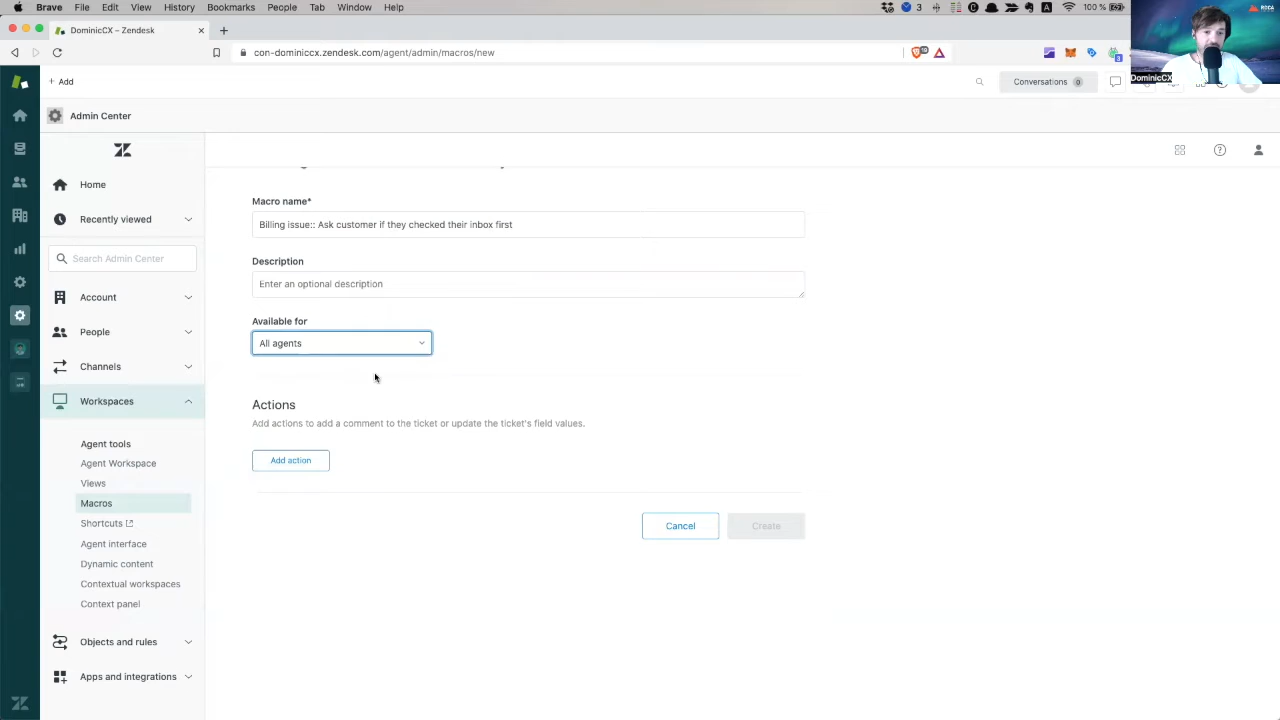 Brave File Edit View History Bookmarks People Tab Window Help
3
A
100 %
DominicCX – Zendesk
con-dominiccx.zendesk.com/agent/admin/macros/new
DominicCX
+ Add
Conversations 0
Admin Center
Home
Recently viewed
Search Admin Center
Account
People
Channels
Workspaces
Agent tools
Agent Workspace
Views
Macros
Shortcuts
Agent interface
Dynamic content
Contextual workspaces
Context panel
Objects and rules
Apps and integrations
Macro name*
Billing issue:: Ask customer if they checked their inbox first
Description
Enter an optional description
Available for
All agents
Actions
Add actions to add a comment to the ticket or update the ticket's field values.
Add action
Cancel
Create